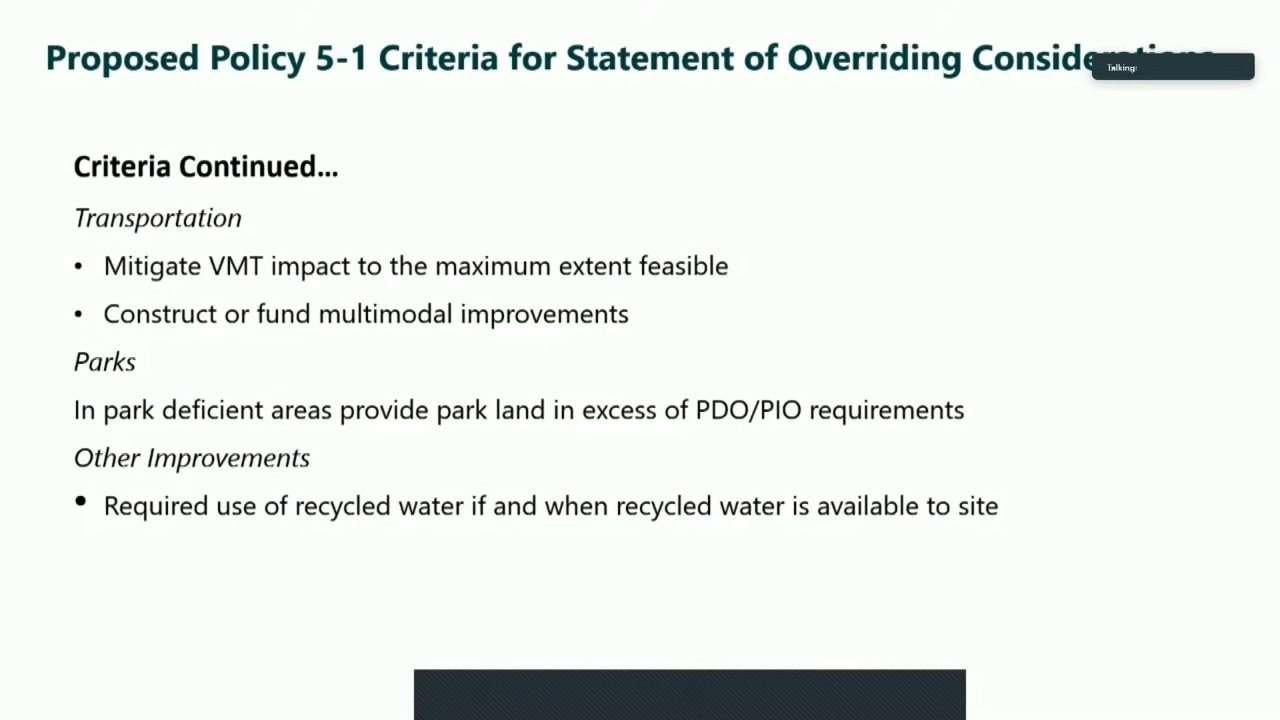 Proposed Policy 5-1 Criteria for Statement of Overriding
Talking:
Criteria Continued...
Transportation
• Mitigate VMT impact to the maximum extent feasible
• Construct or fund multimodal improvements
Parks
In park deficient areas provide park land in excess of PDO/PIO requirements
Other Improvements
• Required use of recycled water if and when recycled water is available to site